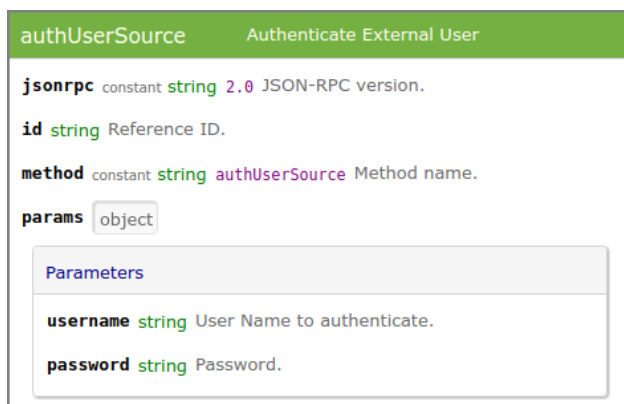 authUserSource Authenticate External User
jsonrpc constant string 2.0 JSON-RPC version.
id string Reference ID.
method constant string authUserSource Method name.
params object
Parameters
username string User Name to authenticate.
password string Password.